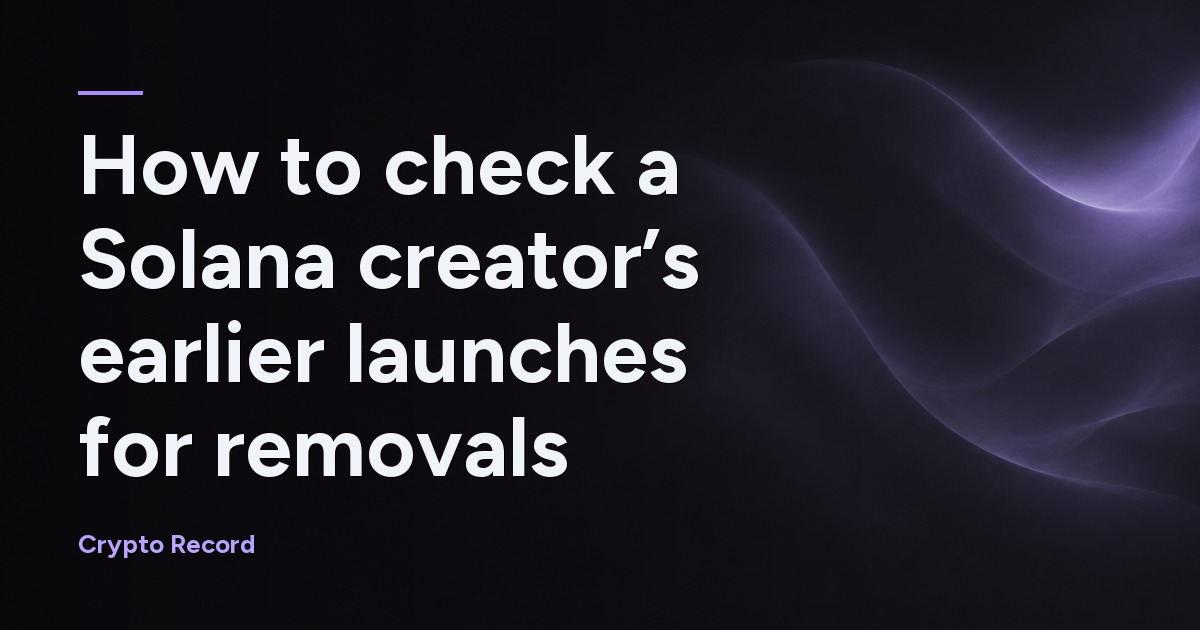 How to check a
Solana creator’s
earlier launches
for removals
Crypto Record